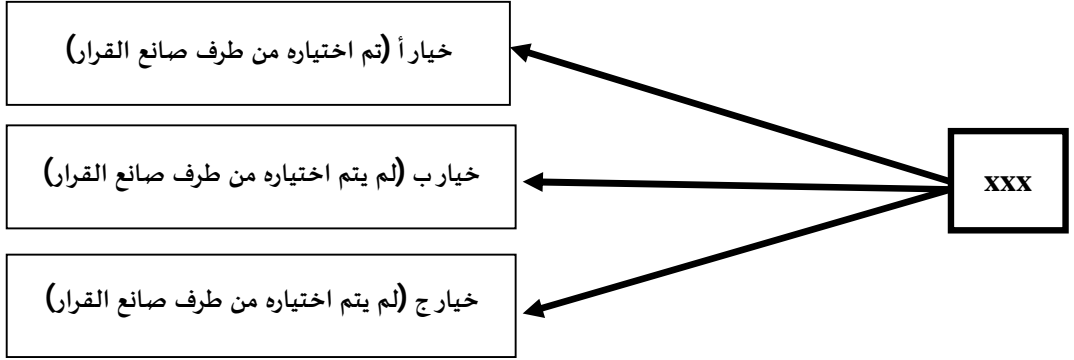 خيار أ (تم اختياره من طرف صانع القرار)
خيار ب (لم يتم اختياره من طرف صانع القرار)
xxx
خيار ج (لم يتم اختياره من طرف صانع القرار)